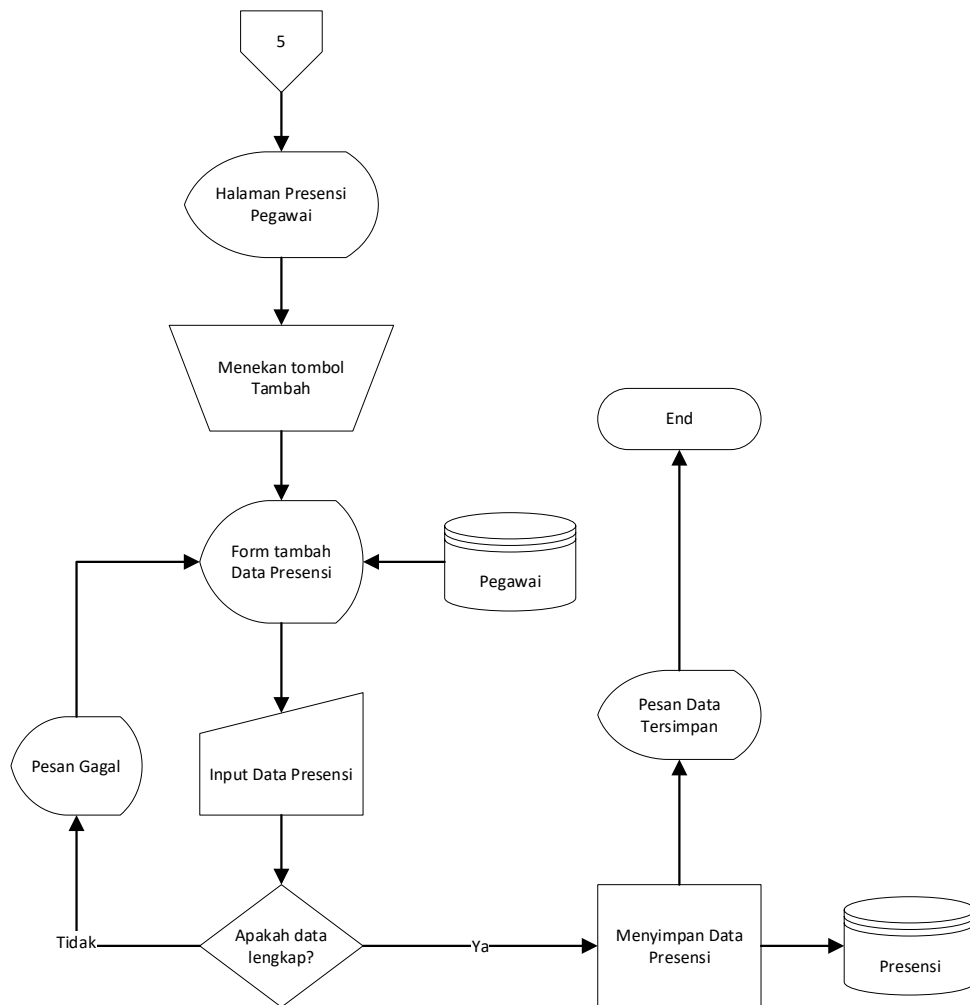 5
Halaman Presensi
Pegawai
Menekan tombol
Tambah
End
Form tambah
Data Presensi
Pegawai
Pesan Data
Tersimpan
Pesan Gagal
Input Data Presensi
Tidak
Apakah data
lengkap?
Ya
Menyimpan Data
Presensi
Presensi